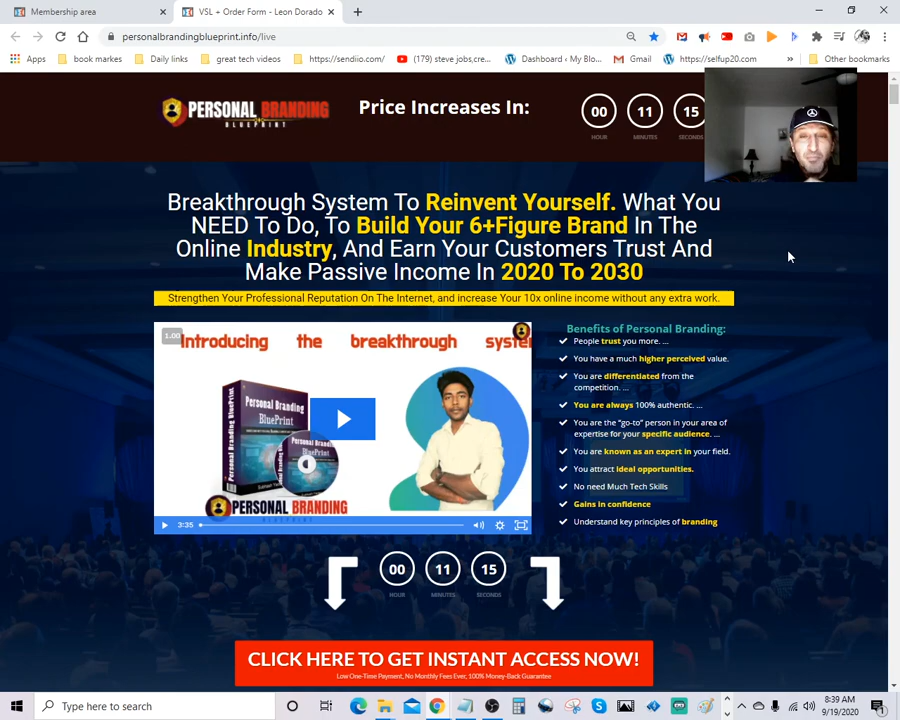 Membership area
VSL + Order Form - Leon Dorado
personalbrandingblueprint.info/live
Apps
book markes
Daily links
great tech videos
https://sendiio.com/
(179) steve jobs,cre...
Dashboard ‹ My Blo...
Gmail
https://selfup20.com
»
Other bookmarks
PERSONAL BRANDING
BLUEPRINT
Price Increases In:
00
11
15
HOUR
MINUTES
SECONDS
Breakthrough System To Reinvent Yourself. What You
NEED To Do, To Build Your 6+Figure Brand In The
Online Industry, And Earn Your Customers Trust And
Make Passive Income In 2020 To 2030
Strengthen Your Professional Reputation On The Internet, and increase Your 10x online income without any extra work.
1.00
Introducing the breakthrough system
Personal Branding
BluePrint
PERSONAL BRANDING
3:35
Benefits of Personal Branding:
People trust you more. ...
You have a much higher perceived value.
You are differentiated from the
competition. ...
You are always 100% authentic. ...
You are the "go-to" person in your area of
expertise for your specific audience. ...
You are known as an expert in your field.
You attract ideal opportunities.
No need Much Tech Skills
Gains in confidence
Understand key principles of branding
00
11
15
HOUR
MINUTES
SECONDS
CLICK HERE TO GET INSTANT ACCESS NOW!
Low One-Time Payment, No Monthly Fees Ever, 100% Money-Back Guarantee
Type here to search
8:39 AM
9/19/2020